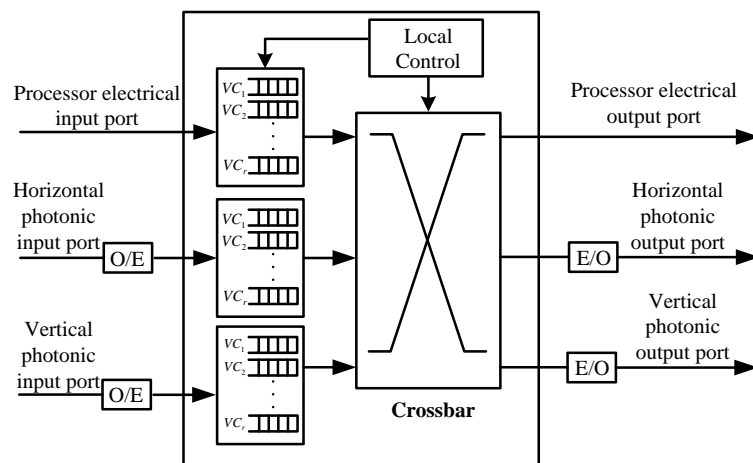 Local
Control
Processor electrical
input port
VC₁
VC₂
VCᵣ
Processor electrical
output port
Horizontal
photonic
input port
O/E
VC₁
VC₂
VCᵣ
Horizontal
photonic
output port
E/O
Vertical
photonic
input port
O/E
VC₁
VC₂
VCᵣ
Vertical
photonic
output port
E/O
Crossbar